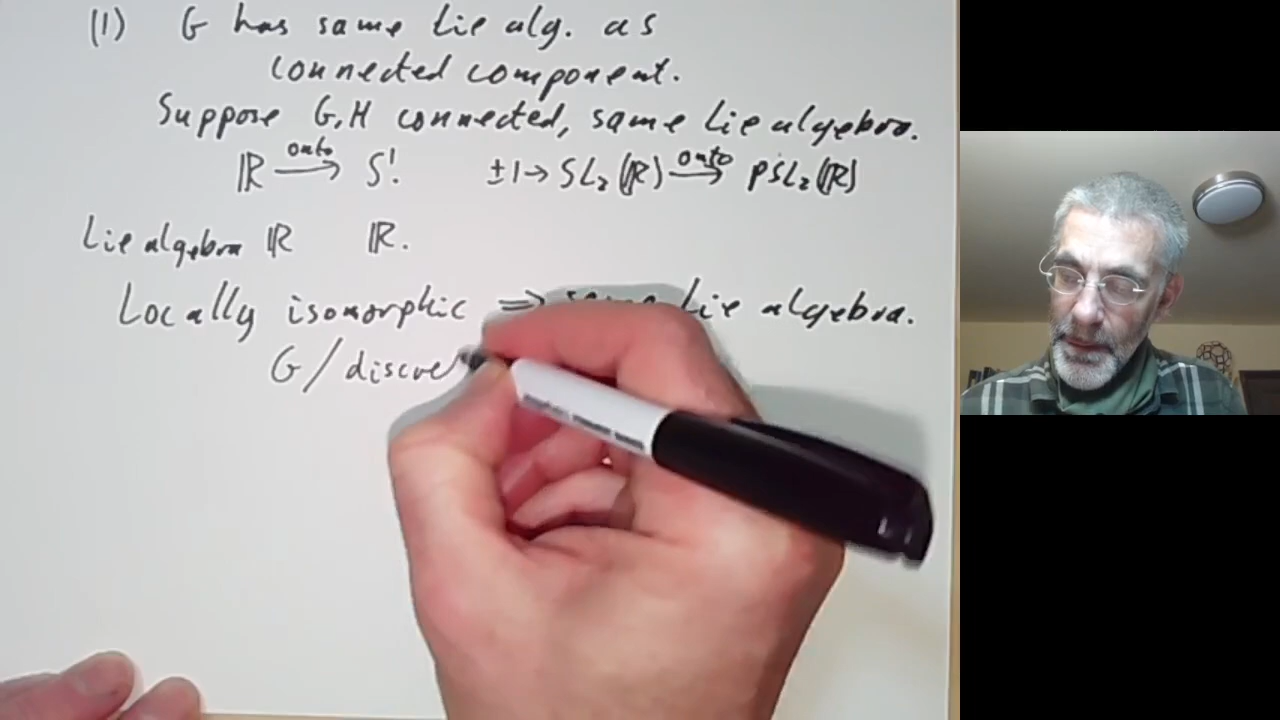 (1) G has same Lie alg. as
connected component.
Suppose G, H connected, same Lie algebra.
ℝ —onto→ S¹. ±1→ SL₂(ℝ) —onto→ PSL₂(ℝ)
Lie algebra ℝ ℝ.
Locally isomorphic ⇒ same Lie algebra.
G/discre